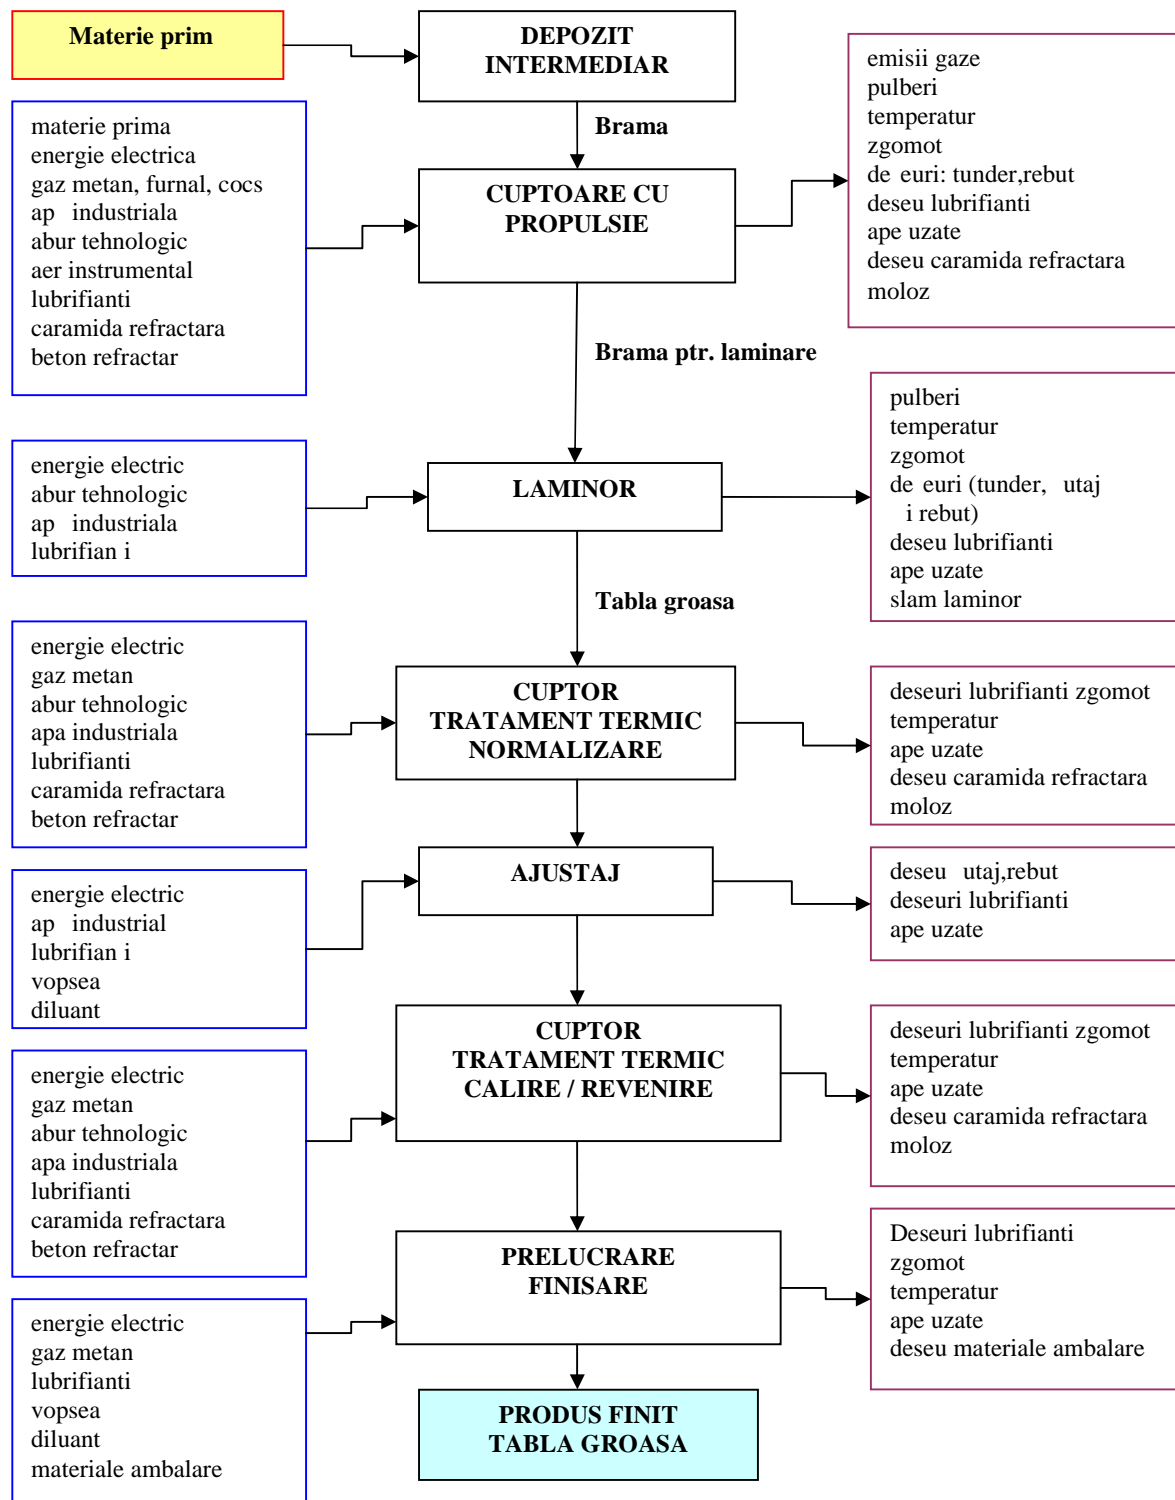 Materie prim
DEPOZIT
INTERMEDIAR
emisii gaze
pulberi
temperatur
zgomot
de euri: tunder,rebut
deseu lubrifianti
ape uzate
deseu caramida refractara
moloz
Brama
materie prima
energie electrica
gaz metan, furnal, cocs
ap industriala
abur tehnologic
aer instrumental
lubrifianti
caramida refractara
beton refractar
CUPTOARE CU
PROPULSIE
Brama ptr. laminare
pulberi
temperatur
zgomot
de euri (tunder, utaj
i rebut)
deseu lubrifianti
ape uzate
slam laminor
energie electric
abur tehnologic
ap industriala
lubrifian i
LAMINOR
Tabla groasa
energie electric
gaz metan
abur tehnologic
apa industriala
lubrifianti
caramida refractara
beton refractar
CUPTOR
TRATAMENT TERMIC
NORMALIZARE
deseuri lubrifianti zgomot
temperatur
ape uzate
deseu caramida refractara
moloz
energie electric
ap industrial
lubrifian i
vopsea
diluant
AJUSTAJ
deseu utaj,rebut
deseuri lubrifianti
ape uzate
energie electric
gaz metan
abur tehnologic
apa industriala
lubrifianti
caramida refractara
beton refractar
CUPTOR
TRATAMENT TERMIC
CALIRE / REVENIRE
deseuri lubrifianti zgomot
temperatur
ape uzate
deseu caramida refractara
moloz
energie electric
gaz metan
lubrifianti
vopsea
diluant
materiale ambalare
PRELUCRARE
FINISARE
Deseuri lubrifianti
zgomot
temperatur
ape uzate
deseu materiale ambalare
PRODUS FINIT
TABLA GROASA